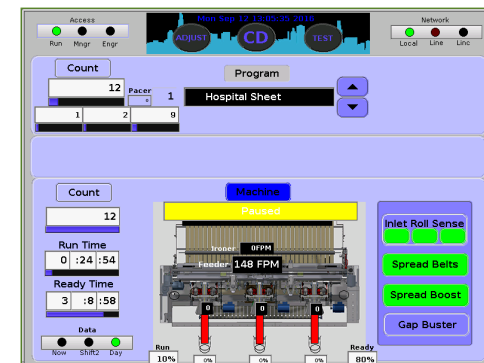 Access
Run Mngr Engr
Mon Sep 12 13:05:35 2016
ADJUST CD TEST
Network
Local Line Linc
Count
12
Pacer
0
1
1 2 9
Program
Hospital Sheet
Count
12
Run Time
0 :24 :54
Ready Time
3 :8 :58
Data
Now Shift2 Day
Machine
Paused
Ironer 0FPM
Feeder 148 FPM
0 0 0
Run
10%
0% 0% 0%
Ready
80%
Inlet Roll Sense
Spread Belts
Spread Boost
Gap Buster